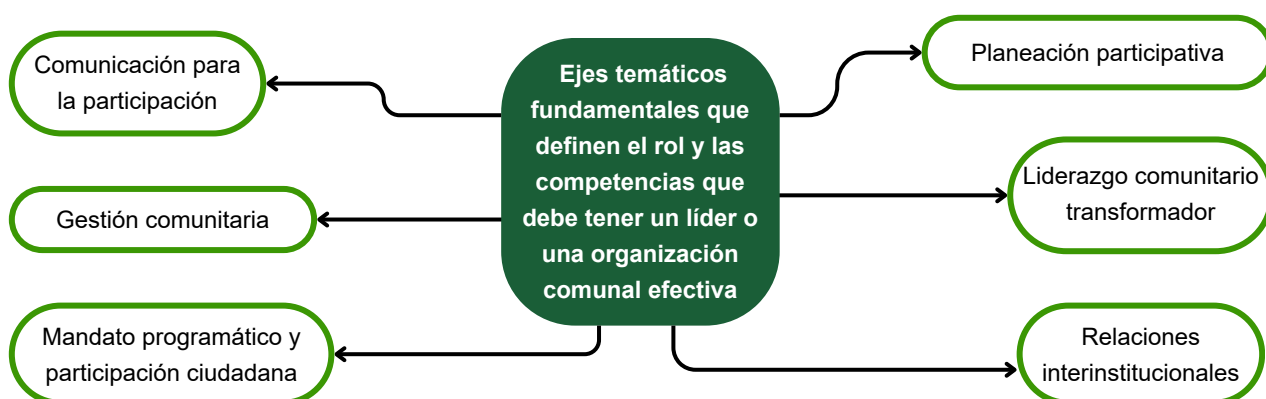 Comunicación para
la participación
Gestión comunitaria
Mandato programático y
participación ciudadana
Ejes temáticos
fundamentales que
definen el rol y las
competencias que
debe tener un líder o
una organización
comunal efectiva
Planeación participativa
Liderazgo comunitario
transformador
Relaciones
interinstitucionales